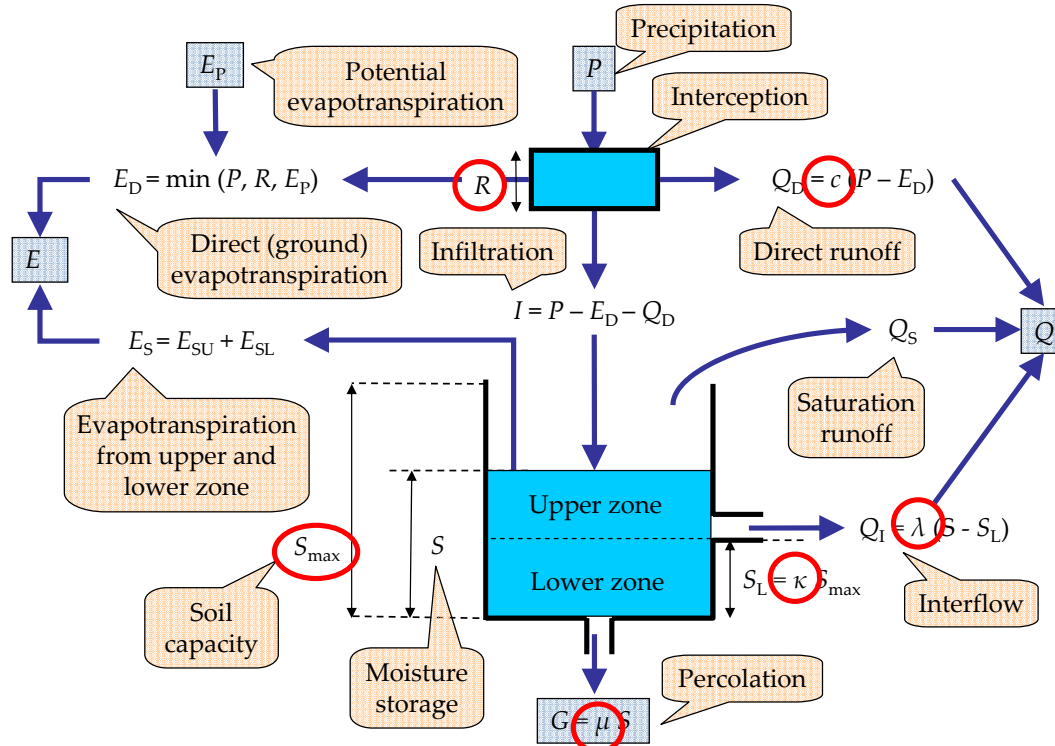 Precipitation
E_P
Potential
evapotranspiration
P
Interception
E_D = min (P, R, E_P)
R
Q_D = c (P – E_D)
Direct (ground)
evapotranspiration
E
Infiltration
Direct runoff
I = P – E_D – Q_D
E_S = E_SU + E_SL
Q_S
Q
Evapotranspiration
from upper and
lower zone
Saturation
runoff
Upper zone
Q_I = λ (S - S_L)
S_max
S
Lower zone
S_L = κ S_max
Soil
capacity
Interflow
Moisture
storage
Percolation
G = μ S